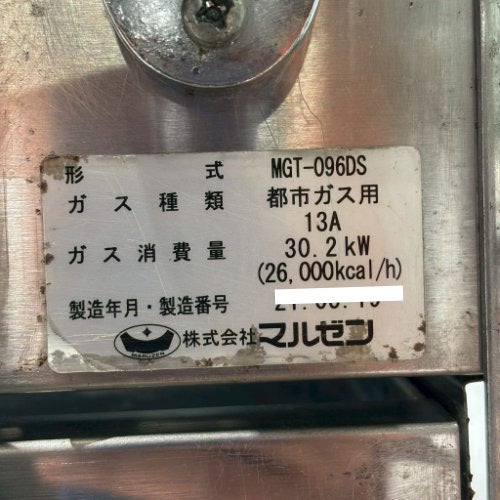 形 式 MGT-096DS
ガス種類 都市ガス用
13A
ガス消費量 30.2kW
(26,000kcal/h)
製造年月・製造番号
MARUZEN 株式会社マルゼン